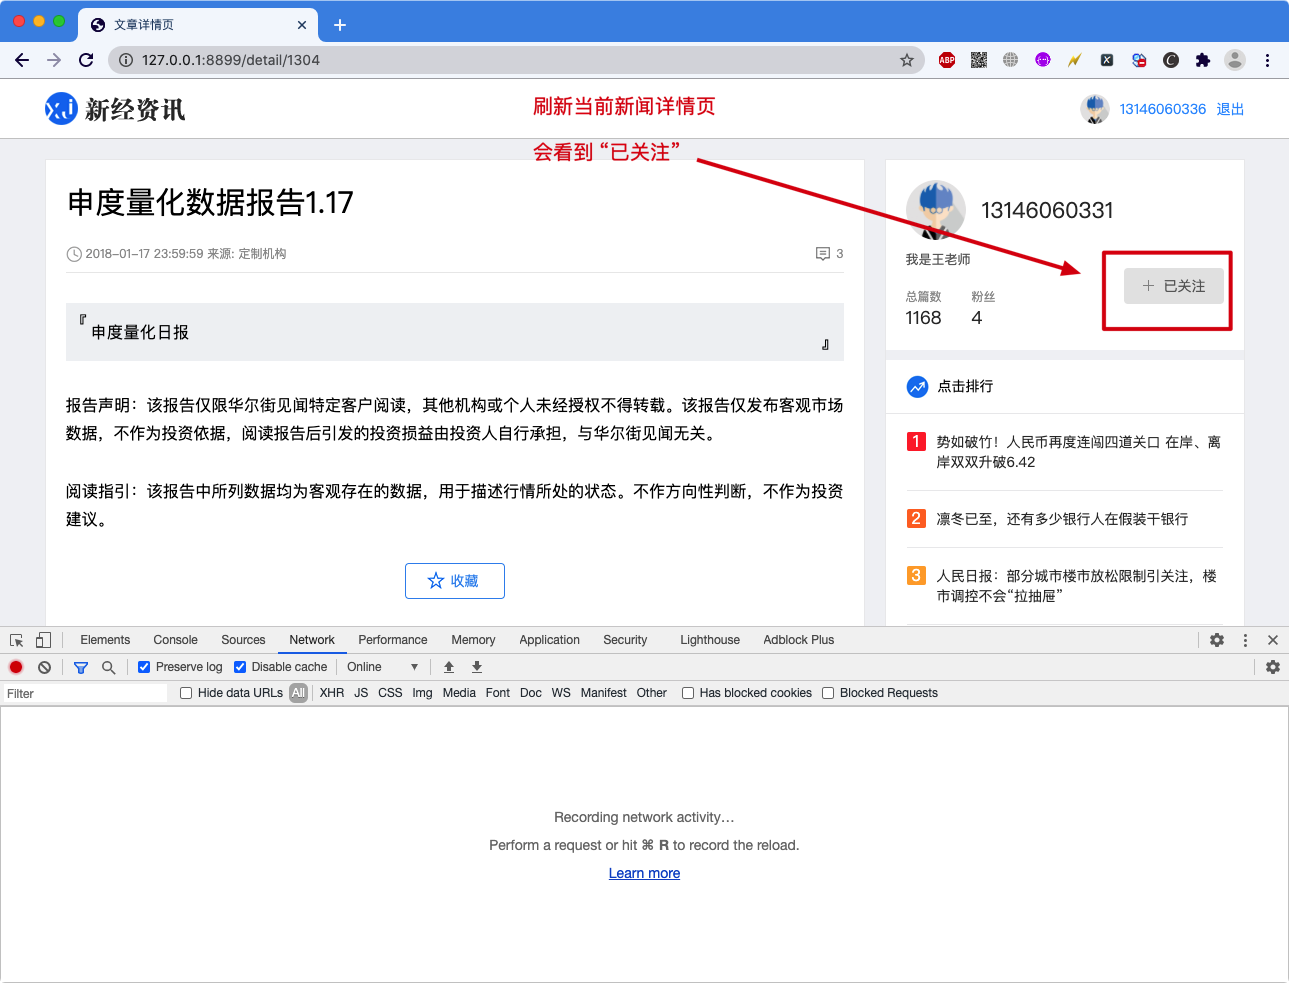 文章详情页
127.0.0.1:8899/detail/1304
ABP
新经资讯
刷新当前新闻详情页
13146060336 退出
会看到 “已关注”
申度量化数据报告1.17
2018-01-17 23:59:59 来源: 定制机构
3
『
申度量化日报
』
报告声明：该报告仅限华尔街见闻特定客户阅读，其他机构或个人未经授权不得转载。该报告仅发布客观市场
数据，不作为投资依据，阅读报告后引发的投资损益由投资人自行承担，与华尔街见闻无关。
阅读指引：该报告中所列数据均为客观存在的数据，用于描述行情所处的状态。不作方向性判断，不作为投资
建议。
收藏
13146060331
我是王老师
总篇数 粉丝
1168 4
+ 已关注
点击排行
1 势如破竹！人民币再度连闯四道关口 在岸、离
岸双双升破6.42
2 凛冬已至，还有多少银行人在假装干银行
3 人民日报：部分城市楼市放松限制引关注，楼
市调控不会“拉抽屉”
Elements Console Sources Network Performance Memory Application Security Lighthouse Adblock Plus
Preserve log Disable cache Online
Filter Hide data URLs All XHR JS CSS Img Media Font Doc WS Manifest Other Has blocked cookies Blocked Requests
Recording network activity…
Perform a request or hit ⌘ R to record the reload.
Learn more